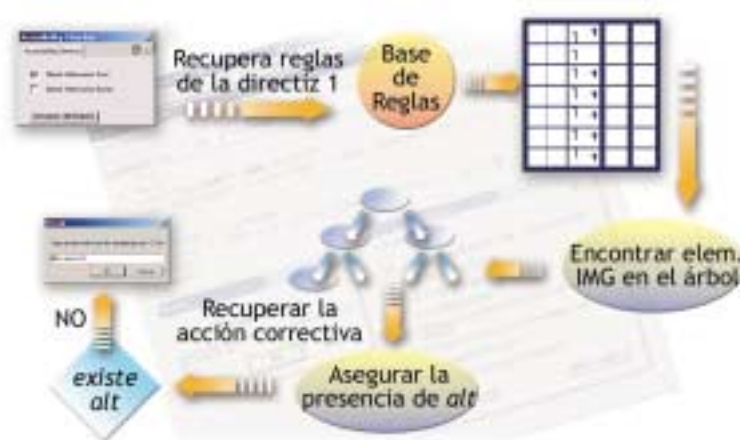 Recupera reglas
de la directiz 1
Base
de
Reglas
Encontrar elem.
IMG en el árbol
Recuperar la
acción correctiva
Asegurar la
presencia de alt
existe
alt
NO